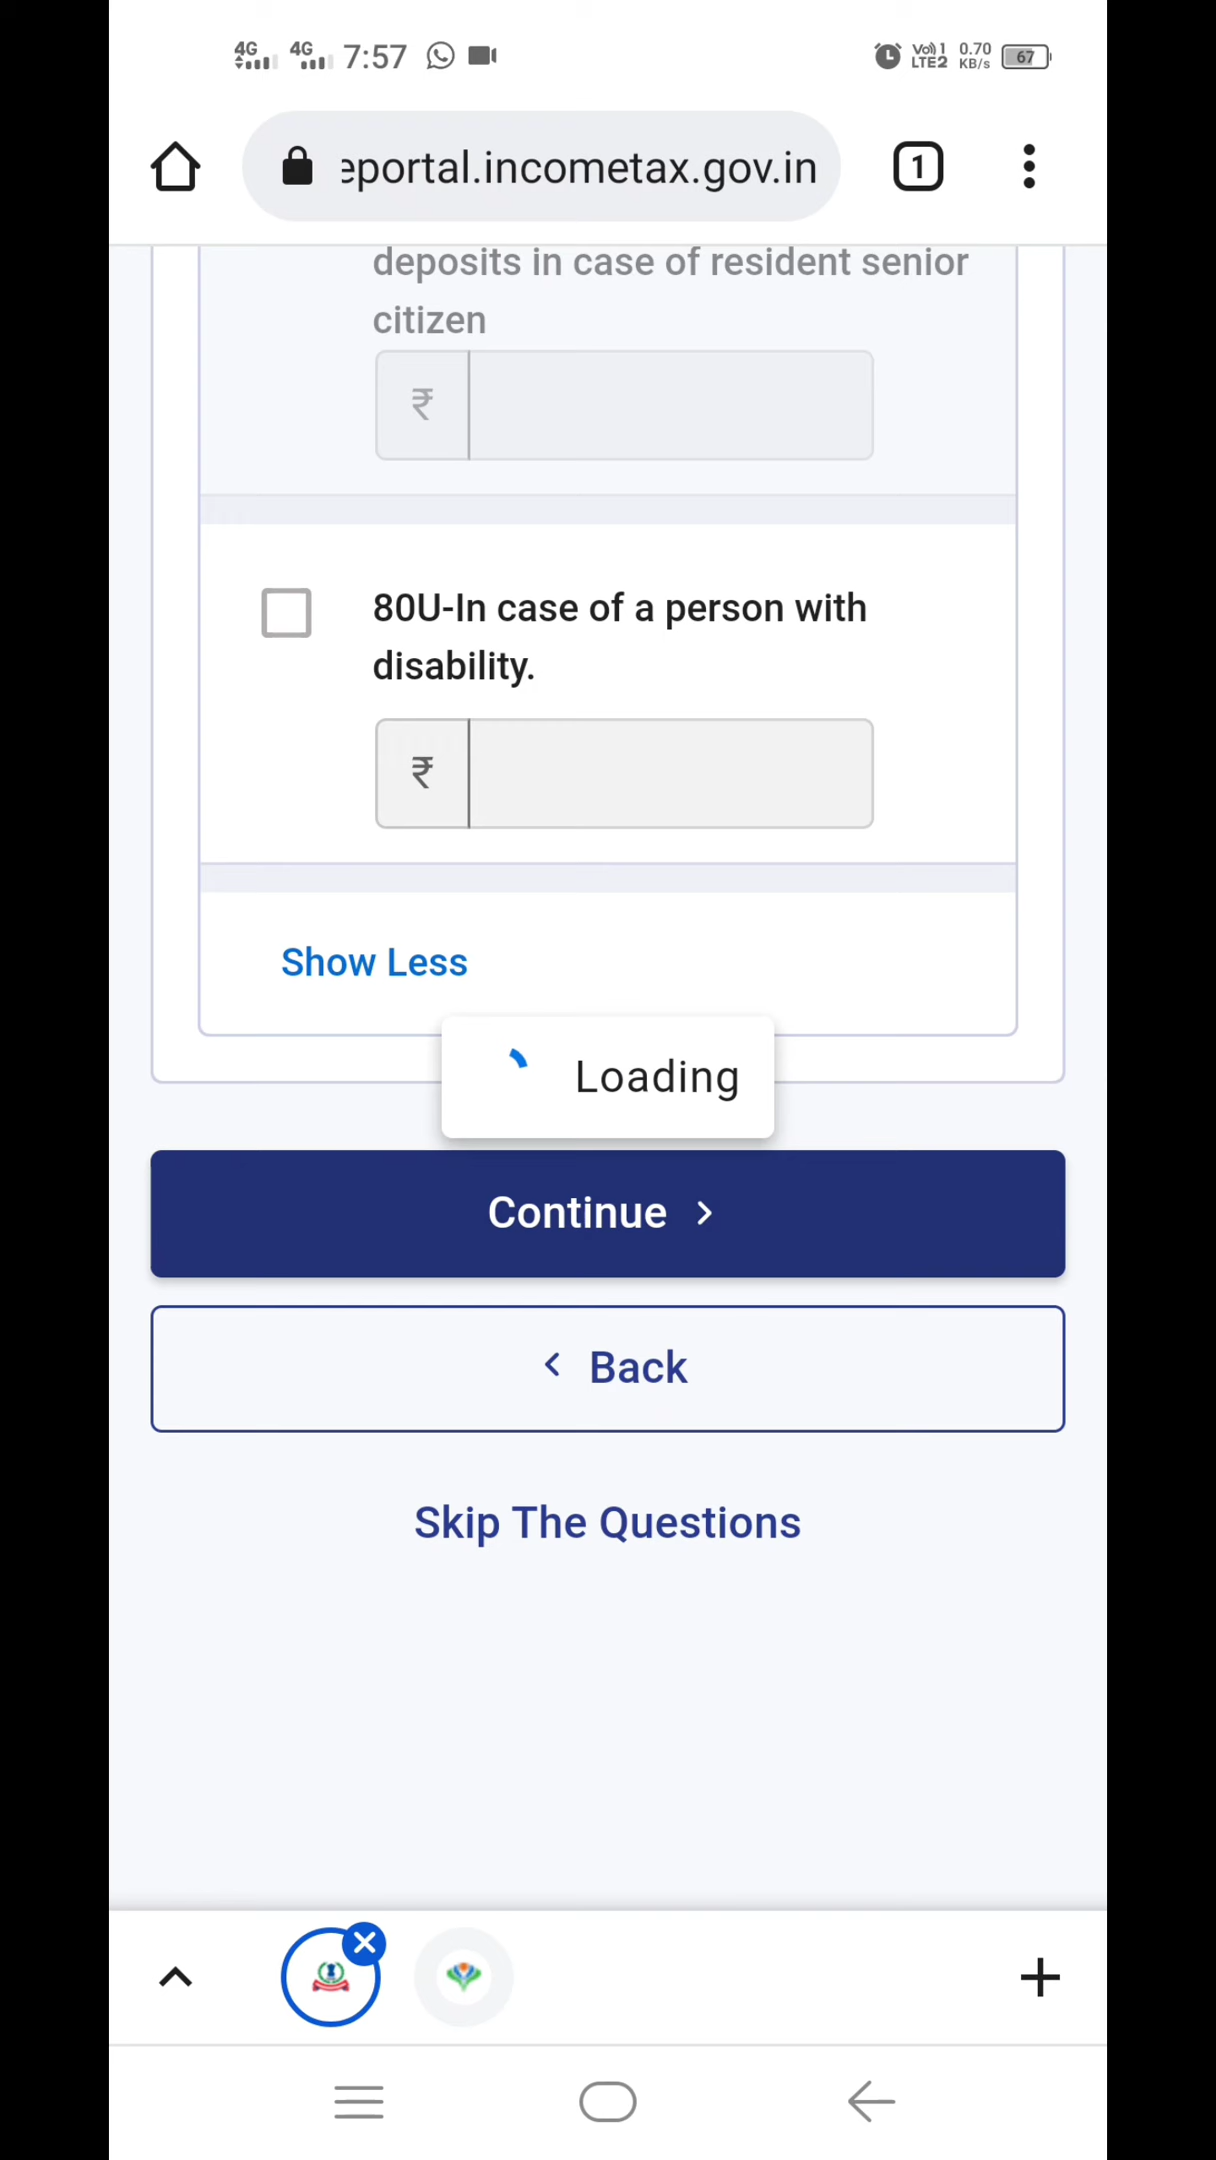 4G 4G 7:57 Vo) 1 LTE2 0.70 KB/s 67
eportal.incometax.gov.in 1
deposits in case of resident senior
citizen
₹
80U-In case of a person with
disability.
₹
Show Less
Loading
Continue >
< Back
Skip The Questions